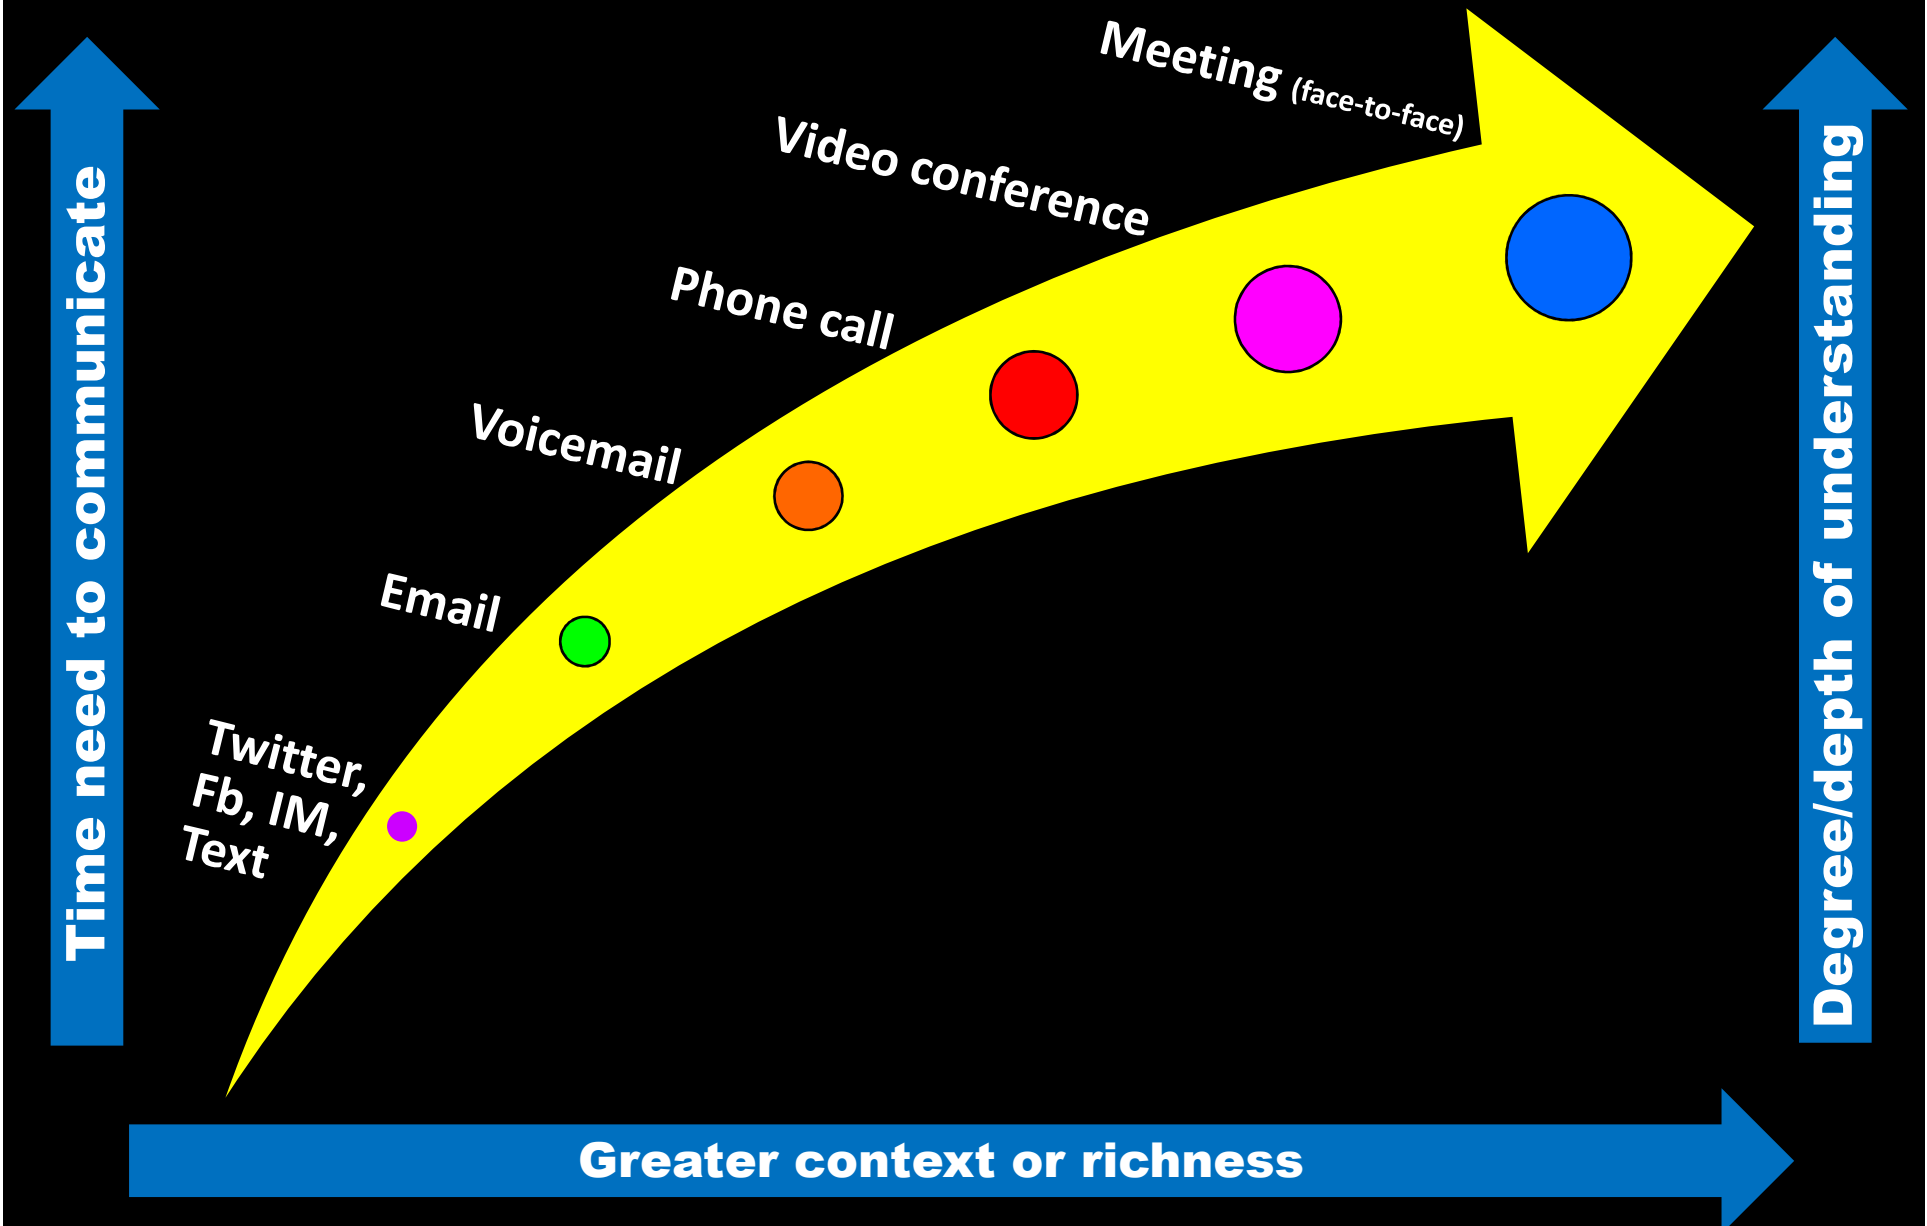 Meeting (face-to-face)
Video conference
Phone call
Voicemail
Email
Twitter,
Fb, IM,
Text
Time need to communicate
Degree/depth of understanding
Greater context or richness